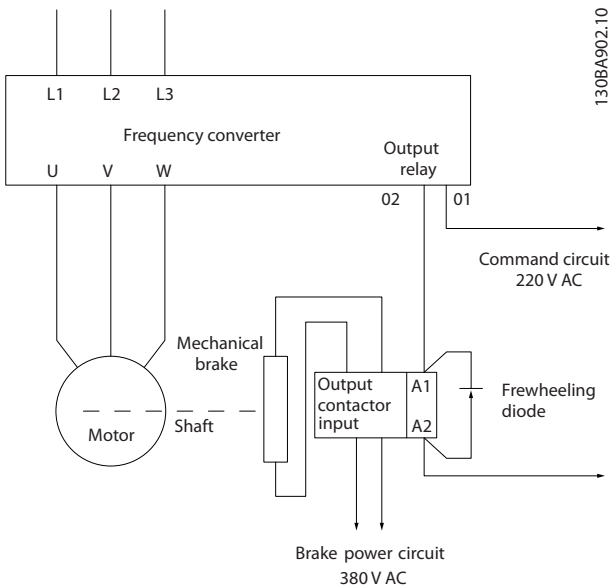 130BA902.10
L1 L2 L3
Frequency converter
U V W
Output
relay
02 01
Command circuit
220 V AC
Mechanical
brake
Output
contactor
input
A1
A2
Frewheeling
diode
Motor
Shaft
Brake power circuit
380 V AC